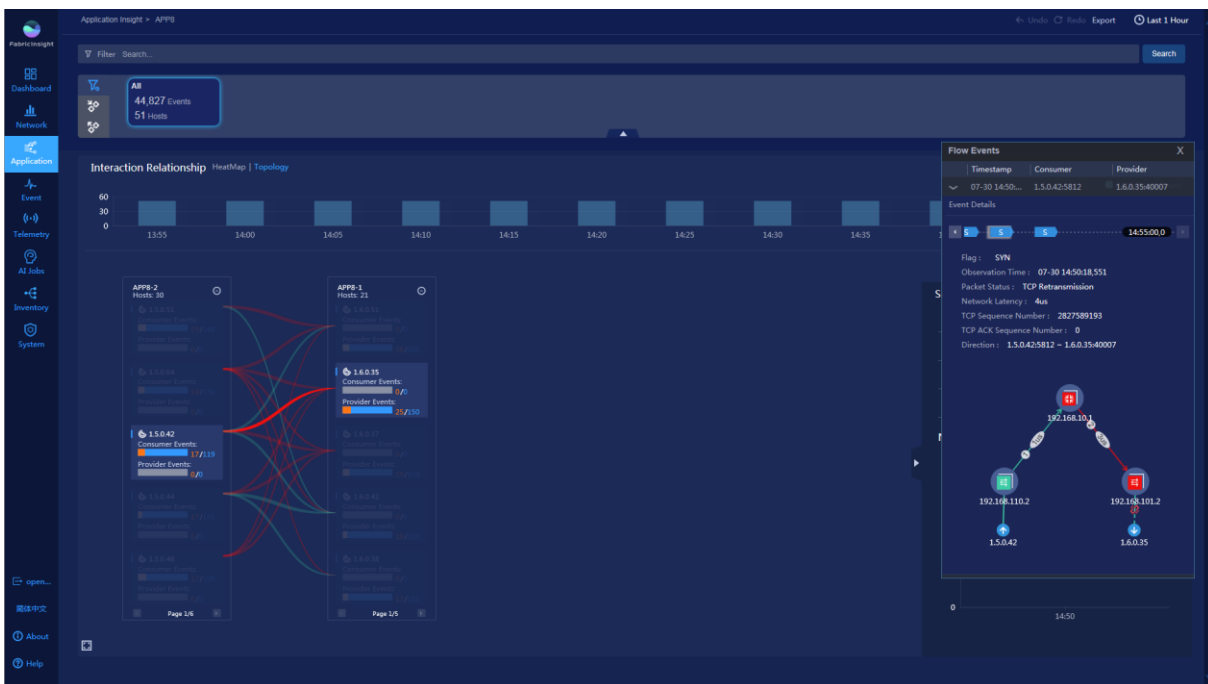 Application Insight > APP8
Undo Redo Export Last 1 Hour
FabricInsight
Filter Search...
Search
Dashboard
Network
Application
Event
Telemetry
AI Jobs
Inventory
System
open...
简体中文
About
Help
All
44,827 Events
51 Hosts
Interaction Relationship HeatMap | Topology
60
30
0
13:55 14:00 14:05 14:10 14:15 14:20 14:25 14:30 14:35
APP8-2
Hosts: 30
1.5.0.42
Consumer Events:
17/119
Provider Events:
0/0
Page 1/6
APP8-1
Hosts: 21
1.6.0.35
Consumer Events:
0/0
Provider Events:
25/150
Page 1/5
Flow Events X
Timestamp Consumer Provider
07-30 14:50:... 1.5.0.42:5812 1.6.0.35:40007
Event Details
S S S 14:55:00,0
Flag : SYN
Observation Time : 07-30 14:50:18,551
Packet Status : TCP Retransmission
Network Latency : 4us
TCP Sequence Number : 2827589193
TCP ACK Sequence Number : 0
Direction : 1.5.0.42:5812 ~ 1.6.0.35:40007
192.168.10.1
192.168.110.2
192.168.101.2
1.5.0.42
1.6.0.35
0
14:50